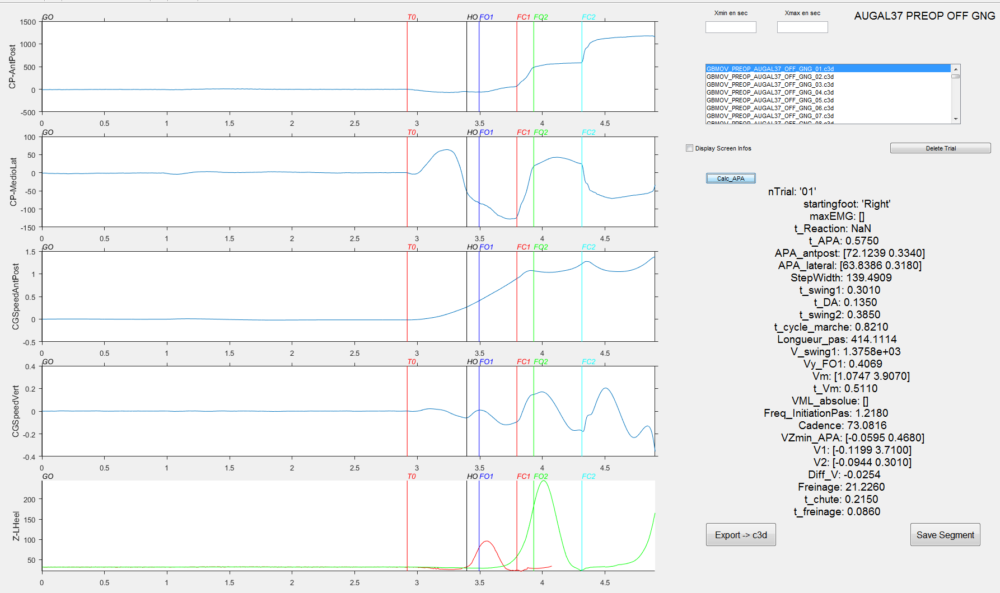 Xmin en sec
Xmax en sec
AUGAL37 PREOP OFF GNG
GO T0 HO FO1 FC1 FO2 FC2
CP-AntPost
1500
1000
500
0
-500
0 0.5 1 1.5 2 2.5 3 3.5 4 4.5
GO T0 HO FO1 FC1 FO2 FC2
CP-MedioLat
100
50
0
-50
-100
-150
0 0.5 1 1.5 2 2.5 3 3.5 4 4.5
GO T0 HO FO1 FC1 FO2 FC2
CGSpeedAntPost
1.5
1
0.5
0
-0.5
0 0.5 1 1.5 2 2.5 3 3.5 4 4.5
GO T0 HO FO1 FC1 FO2 FC2
CGSpeedVert
0.4
0.2
0
-0.2
-0.4
0 0.5 1 1.5 2 2.5 3 3.5 4 4.5
GO T0 HO FO1 FC1 FO2 FC2
Z-LHeel
200
150
100
50
0 0.5 1 1.5 2 2.5 3 3.5 4 4.5
GBMOV_PREOP_AUGAL37_OFF_GNG_01.c3d
GBMOV_PREOP_AUGAL37_OFF_GNG_02.c3d
GBMOV_PREOP_AUGAL37_OFF_GNG_03.c3d
GBMOV_PREOP_AUGAL37_OFF_GNG_04.c3d
GBMOV_PREOP_AUGAL37_OFF_GNG_05.c3d
GBMOV_PREOP_AUGAL37_OFF_GNG_06.c3d
GBMOV_PREOP_AUGAL37_OFF_GNG_07.c3d
GBMOV_PREOP_AUGAL37_OFF_GNG_08.c3d
Display Screen Infos
Delete Trial
Calc_APA
nTrial: '01'
startingfoot: 'Right'
maxEMG: []
t_Reaction: NaN
t_APA: 0.5750
APA_antpost: [72.1239 0.3340]
APA_lateral: [63.8386 0.3180]
StepWidth: 139.4909
t_swing1: 0.3010
t_DA: 0.1350
t_swing2: 0.3850
t_cycle_marche: 0.8210
Longueur_pas: 414.1114
V_swing1: 1.3758e+03
Vy_FO1: 0.4069
Vm: [1.0747 3.9070]
t_Vm: 0.5110
VML_absolue: []
Freq_InitiationPas: 1.2180
Cadence: 73.0816
VZmin_APA: [-0.0595 0.4680]
V1: [-0.1199 3.7100]
V2: [-0.0944 0.3010]
Diff_V: -0.0254
Freinage: 21.2260
t_chute: 0.2150
t_freinage: 0.0860
Export -> c3d
Save Segment